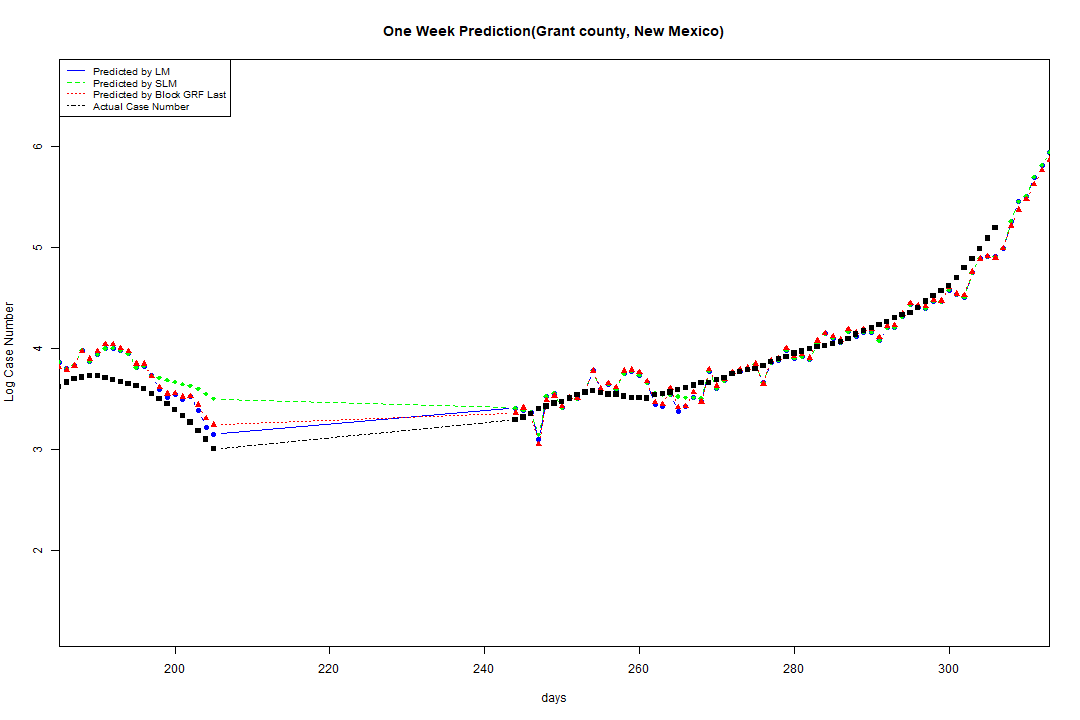 One Week Prediction(Grant county, New Mexico)
Predicted by LM
Predicted by SLM
Predicted by Block GRF Last
Actual Case Number
6
5
4
3
2
Log Case Number
200 220 240 260 280 300
days